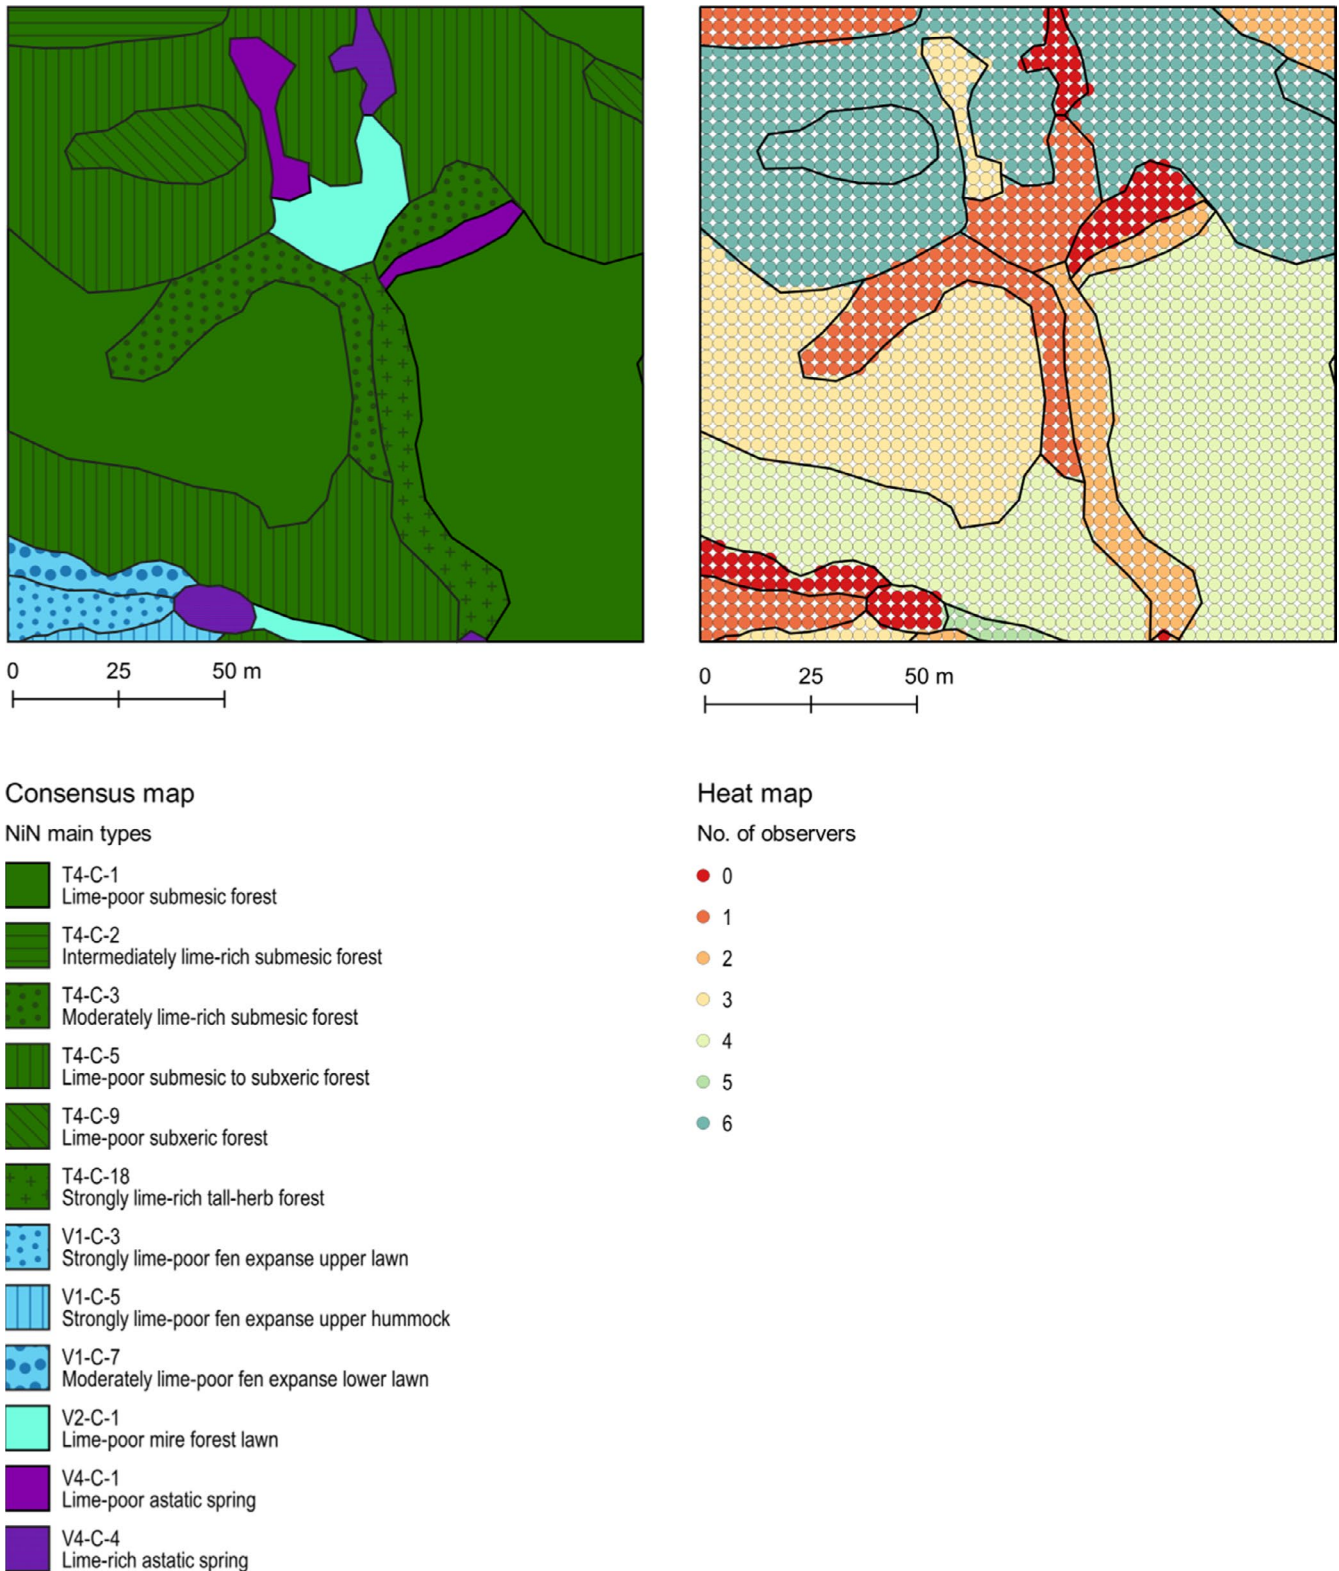 0 25 50 m
0 25 50 m
Consensus map
NiN main types
T4-C-1
Lime-poor submesic forest
T4-C-2
Intermediately lime-rich submesic forest
T4-C-3
Moderately lime-rich submesic forest
T4-C-5
Lime-poor submesic to subxeric forest
T4-C-9
Lime-poor subxeric forest
T4-C-18
Strongly lime-rich tall-herb forest
V1-C-3
Strongly lime-poor fen expanse upper lawn
V1-C-5
Strongly lime-poor fen expanse upper hummock
V1-C-7
Moderately lime-poor fen expanse lower lawn
V2-C-1
Lime-poor mire forest lawn
V4-C-1
Lime-poor astatic spring
V4-C-4
Lime-rich astatic spring
Heat map
No. of observers
0
1
2
3
4
5
6